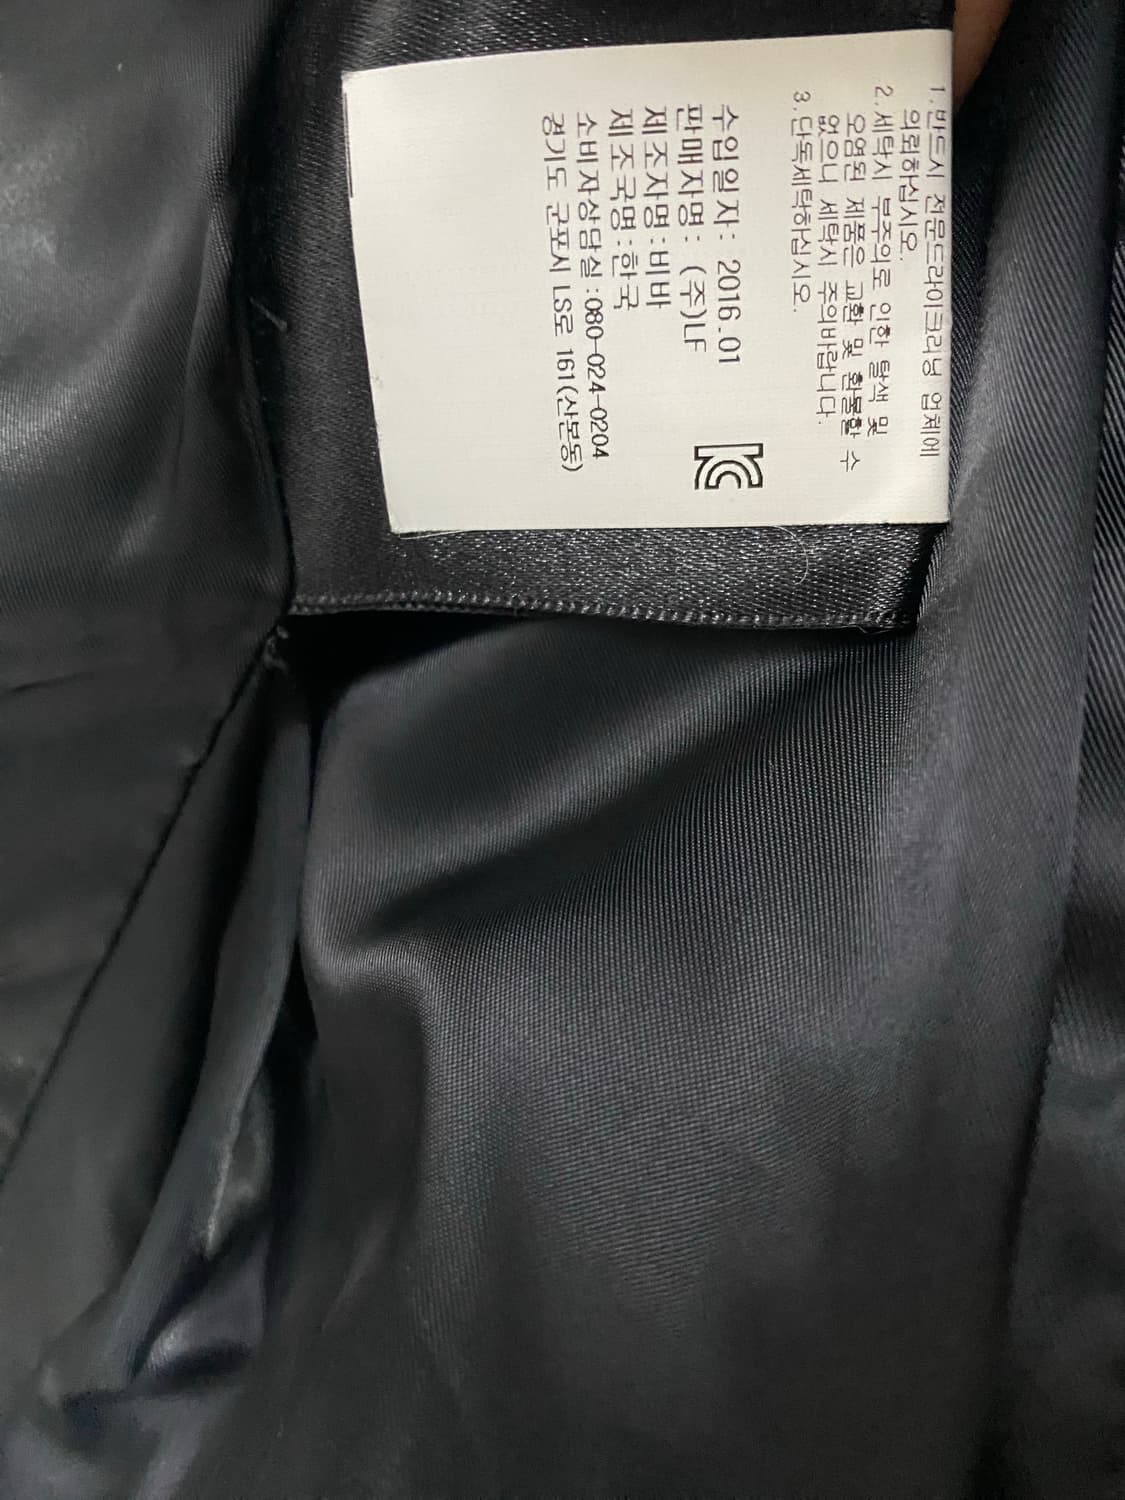 1. 반드시 전문드라이크리닝 업체에
의뢰하십시오.
2. 세탁시 부주의로 인한 탈색 및
오염된 제품은 교환 및 환불할 수
없으니 세탁시 주의바랍니다.
3. 단독세탁하십시오.
수입일자: 2016.01
판매자명: (주)LF
제조자명:비바
제조국명:한국
소비자상담실:080-024-0204
경기도 군포시 LS로 161(산본동)